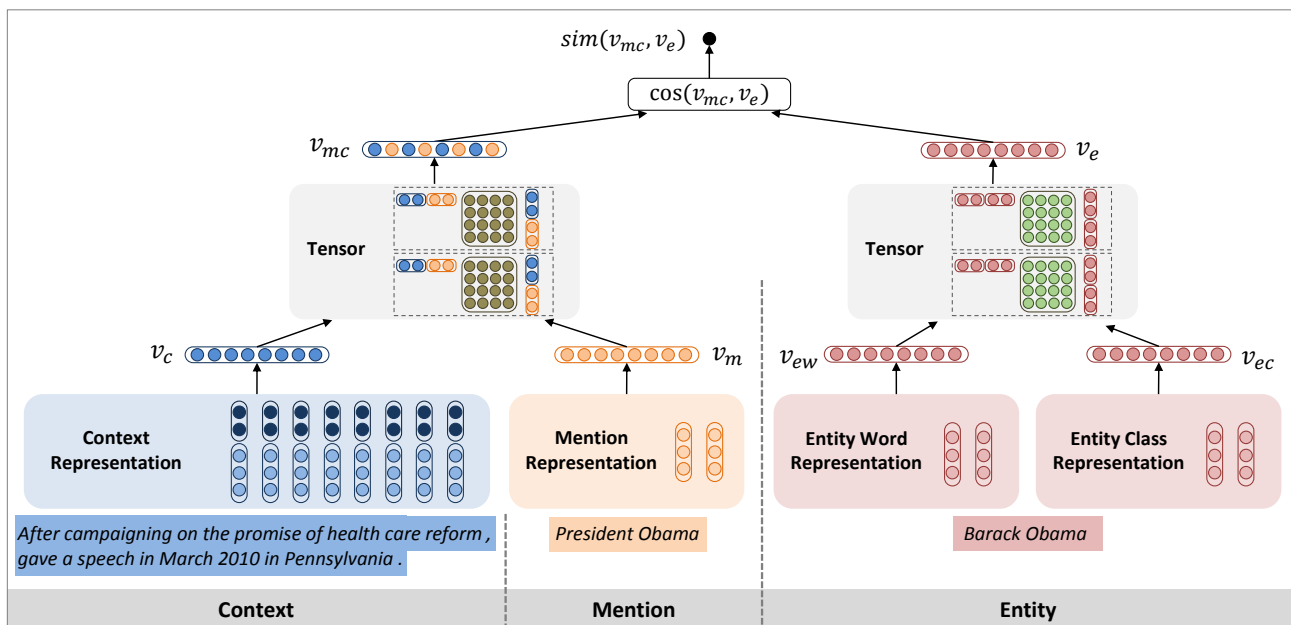 sim(v_mc, v_e)
cos(v_mc, v_e)
v_mc
v_e
Tensor
Tensor
v_c
v_m
v_ew
v_ec
Context
Representation
Mention
Representation
Entity Word
Representation
Entity Class
Representation
After campaigning on the promise of health care reform ,
gave a speech in March 2010 in Pennsylvania .
President Obama
Barack Obama
Context
Mention
Entity